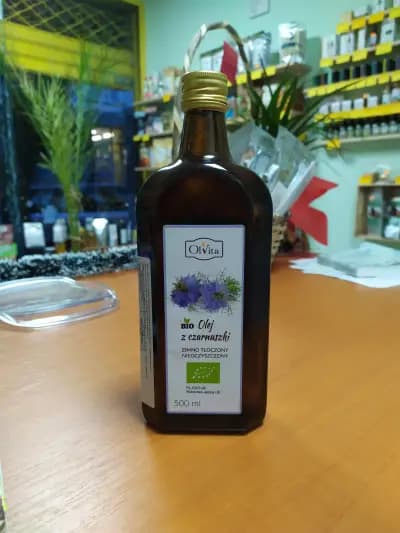 OlVita
BIO Olej
z czarnuszki
ZIMNO TŁOCZONY
NIEOCZYSZCZONY
500 ml